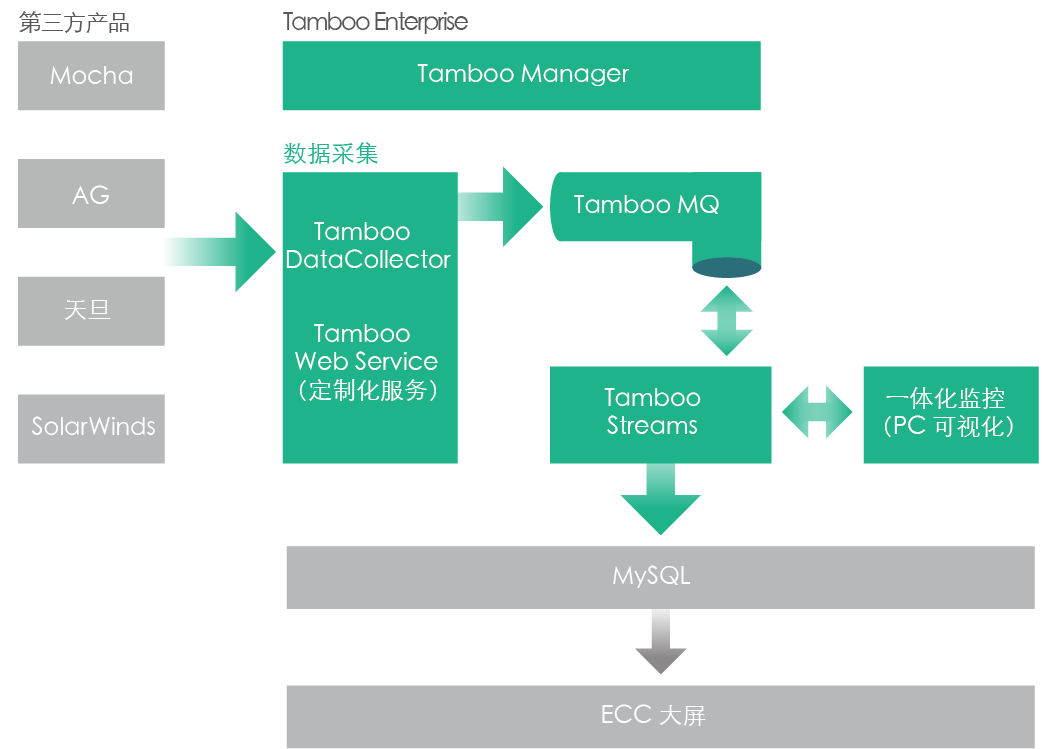 第三方产品
Mocha
AG
天旦
SolarWinds
Tamboo Enterprise
Tamboo Manager
数据采集
Tamboo
DataCollector
Tamboo
Web Service
（定制化服务）
Tamboo MQ
Tamboo
Streams
一体化监控
（PC 可视化）
MySQL
ECC 大屏